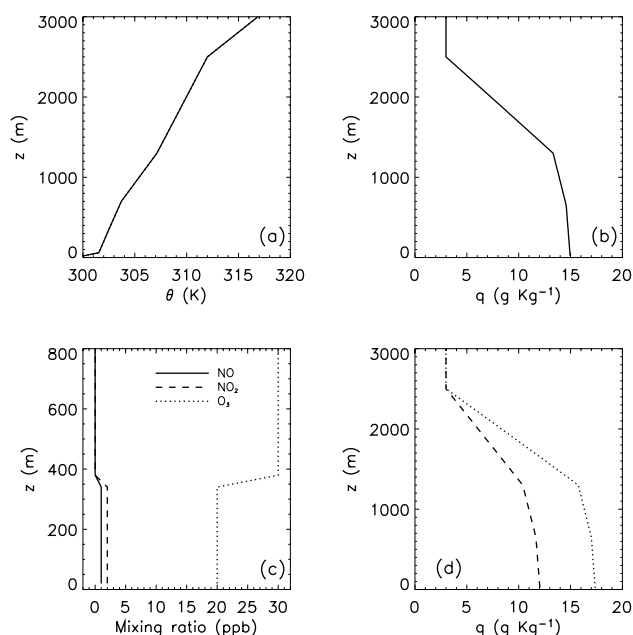 3000
2000
1000
0
z (m)
(a)
300 305 310 315 320
θ (K)
3000
2000
1000
0
z (m)
(b)
0 5 10 15 20
q (g Kg⁻¹)
800
600
400
200
0
z (m)
NO
NO₂
O₃
(c)
0 5 10 15 20 25 30
Mixing ratio (ppb)
3000
2000
1000
0
z (m)
(d)
0 5 10 15 20
q (g Kg⁻¹)